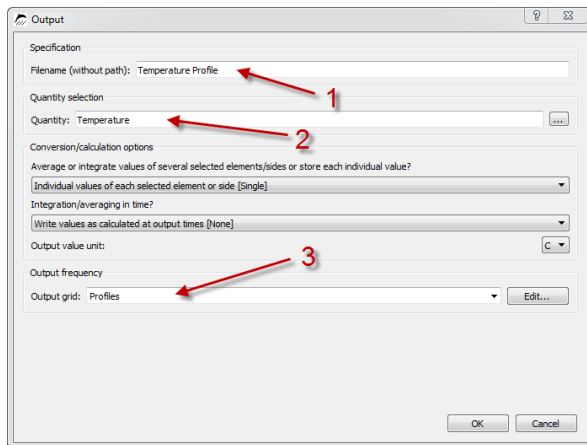 Output
Specification
Filename (without path): Temperature Profile
1
Quantity selection
Quantity: Temperature ...
2
Conversion/calculation options
Average or integrate values of several selected elements/sides or store each individual value?
Individual values of each selected element or side [Single]
Integration/averaging in time?
Write values as calculated at output times [None]
Output value unit: C
3
Output frequency
Output grid: Profiles Edit...
OK Cancel